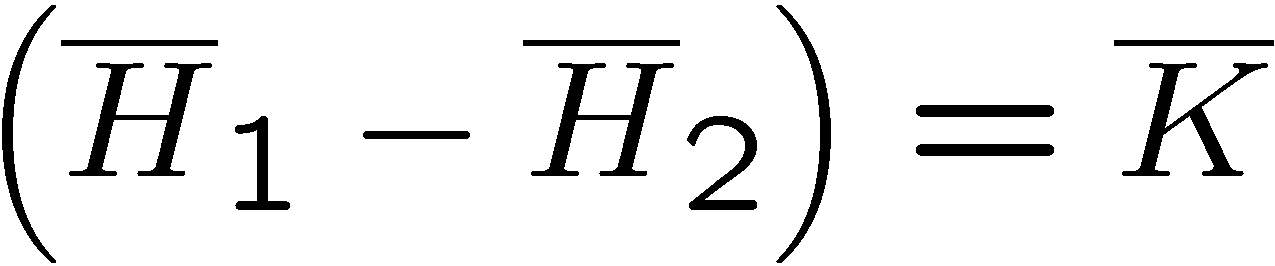 (H̅₁ − H̅₂) = K̅